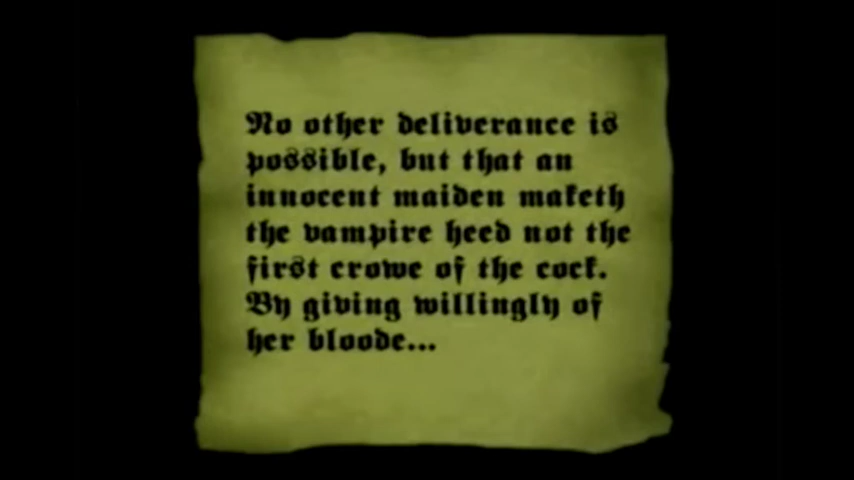 No other deliverance is
possible, but that an
innocent maiden maketh
the vampire heed not the
first crowe of the cock.
By giving willingly of
her bloode...